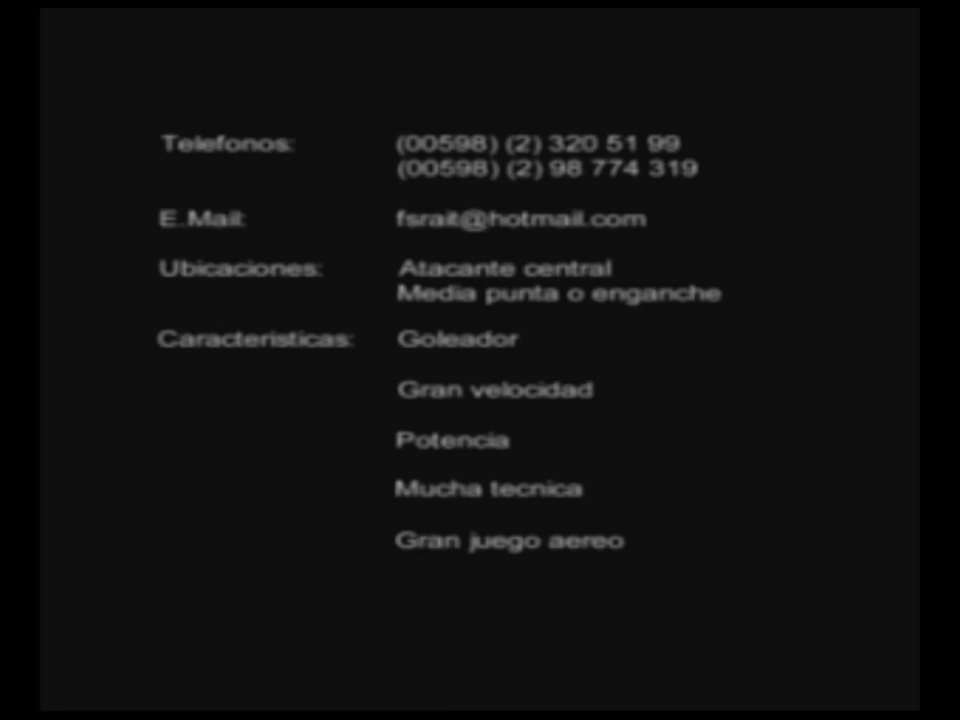 Telefonos: (00598) (2) 320 51 99
(00598) (2) 98 774 319
E.Mail: fsrait@hotmail.com
Ubicaciones: Atacante central
Media punta o enganche
Caracteristicas: Goleador
Gran velocidad
Potencia
Mucha tecnica
Gran juego aereo